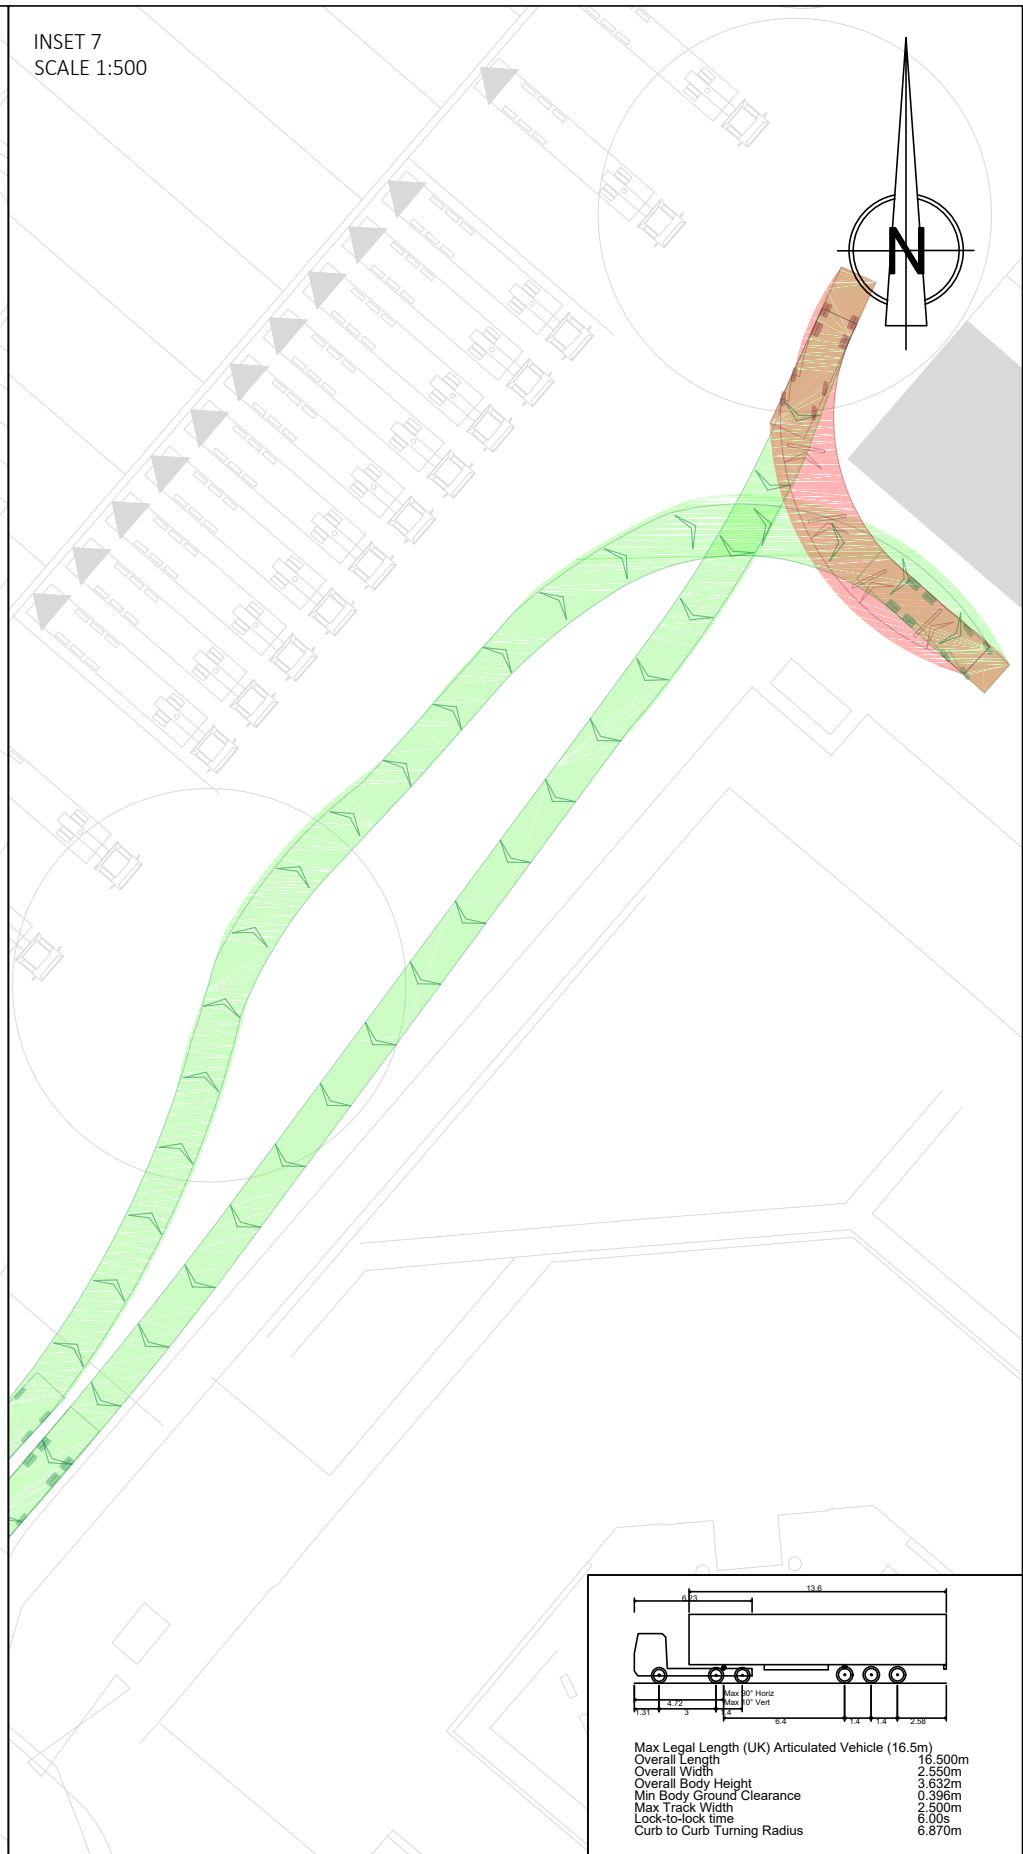 INSET 7
SCALE 1:500
N
13.6
6.23
Max 90° Horiz
Max 10° Vert
4.72
1.31
3
1.4
6.4
1.4
1.4
2.58
Max Legal Length (UK) Articulated Vehicle (16.5m)
Overall Length 16.500m
Overall Width 2.550m
Overall Body Height 3.632m
Min Body Ground Clearance 0.396m
Max Track Width 2.500m
Lock-to-lock time 6.00s
Curb to Curb Turning Radius 6.870m